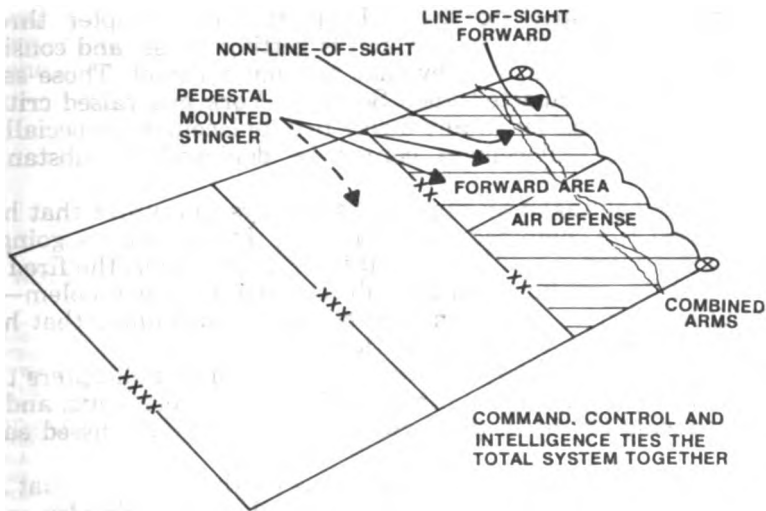 LINE-OF-SIGHT
FORWARD
NON-LINE-OF-SIGHT
PEDESTAL
MOUNTED
STINGER
XX
FORWARD AREA
AIR DEFENSE
XX
XXX
COMBINED
ARMS
XXXX
COMMAND, CONTROL AND
INTELLIGENCE TIES THE
TOTAL SYSTEM TOGETHER